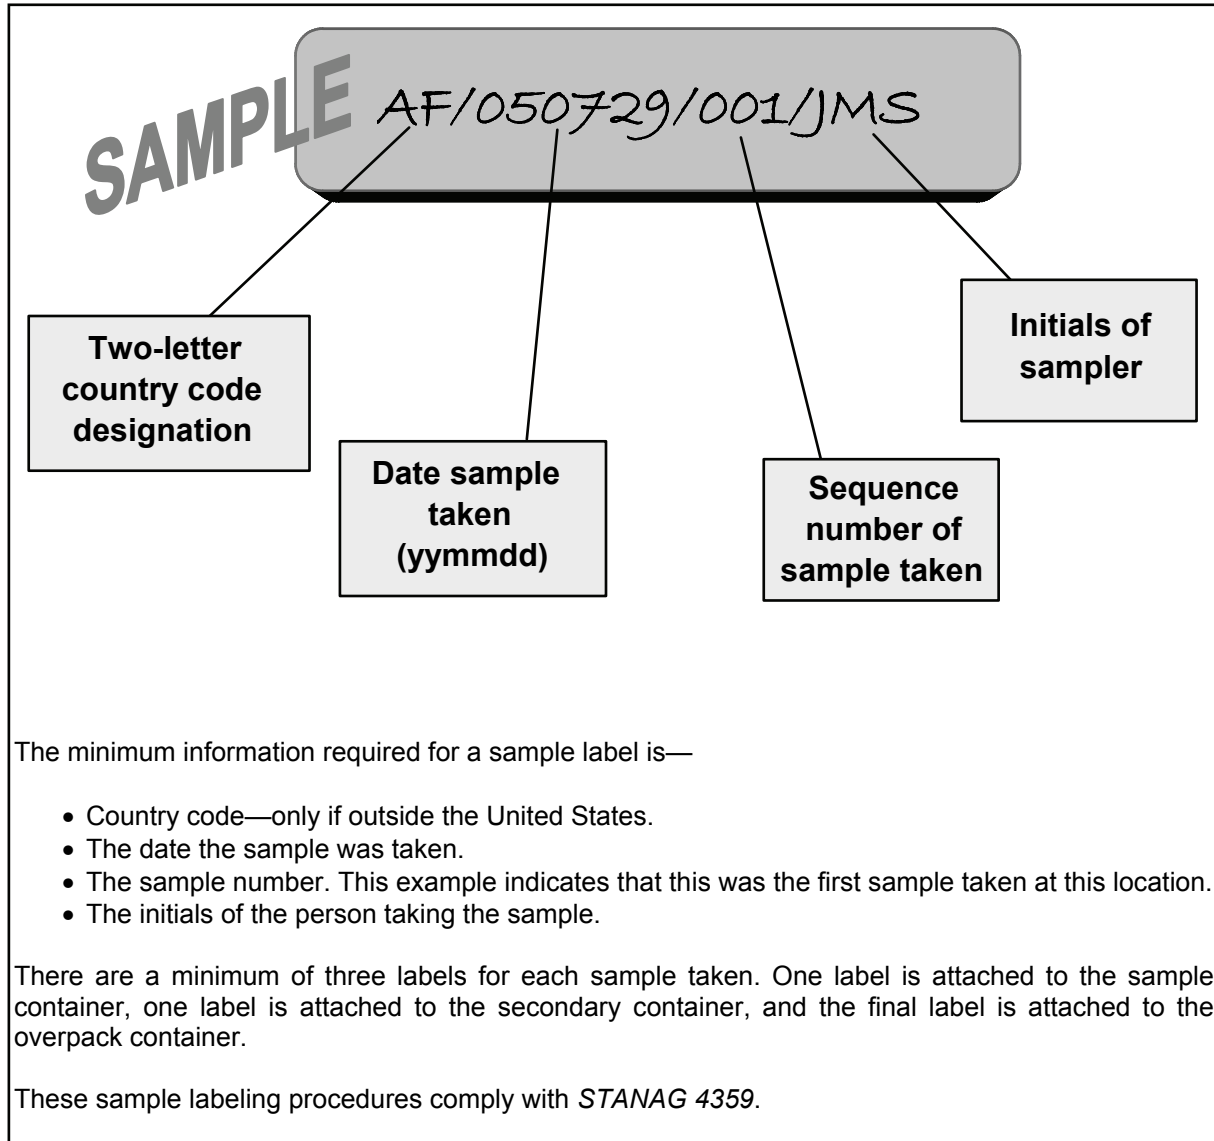 SAMPLE
AF/050729/001/JMS
Two-letter
country code
designation
Date sample
taken
(yymmdd)
Sequence
number of
sample taken
Initials of
sampler
The minimum information required for a sample label is—
• Country code—only if outside the United States.
• The date the sample was taken.
• The sample number. This example indicates that this was the first sample taken at this location.
• The initials of the person taking the sample.
There are a minimum of three labels for each sample taken. One label is attached to the sample
container, one label is attached to the secondary container, and the final label is attached to the
overpack container.
These sample labeling procedures comply with STANAG 4359.